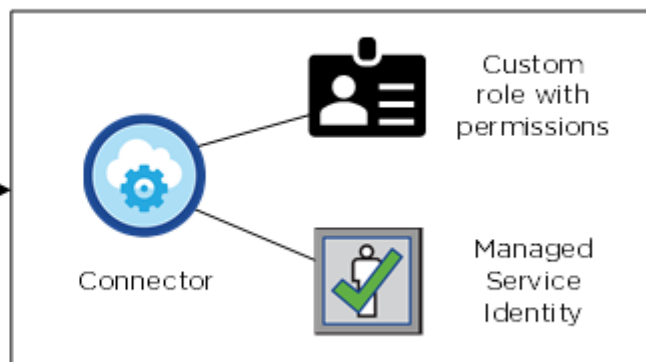 Custom
role with
permissions
Connector
Managed
Service
Identity